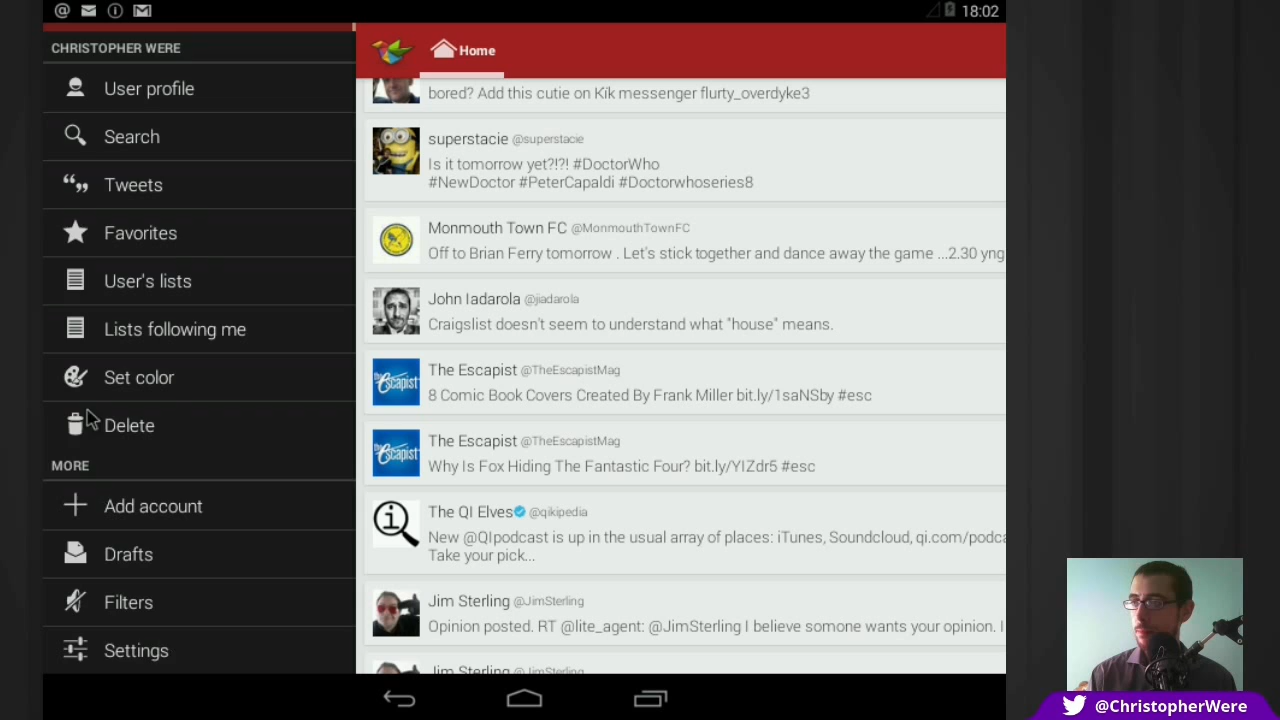 18:02
CHRISTOPHER WERE
User profile
Search
Tweets
Favorites
User's lists
Lists following me
Set color
Delete
MORE
Add account
Drafts
Filters
Settings
Home
bored? Add this cutie on Kik messenger flurty_overdyke3
superstacie @superstacie
Is it tomorrow yet?!?! #DoctorWho
#NewDoctor #PeterCapaldi #Doctorwhoseries8
Monmouth Town FC @MonmouthTownFC
Off to Brian Ferry tomorrow . Let's stick together and dance away the game ...2.30 yng
John Iadarola @jiadarola
Craigslist doesn't seem to understand what "house" means.
The Escapist @TheEscapistMag
8 Comic Book Covers Created By Frank Miller bit.ly/1saNSby #esc
The Escapist @TheEscapistMag
Why Is Fox Hiding The Fantastic Four? bit.ly/YIZdr5 #esc
The QI Elves @qikipedia
New @QIpodcast is up in the usual array of places: iTunes, Soundcloud, qi.com/podca
Take your pick...
Jim Sterling @JimSterling
Opinion posted. RT @lite_agent: @JimSterling I believe somone wants your opinion. I
Jim Sterling @JimSterling
@ChristopherWere